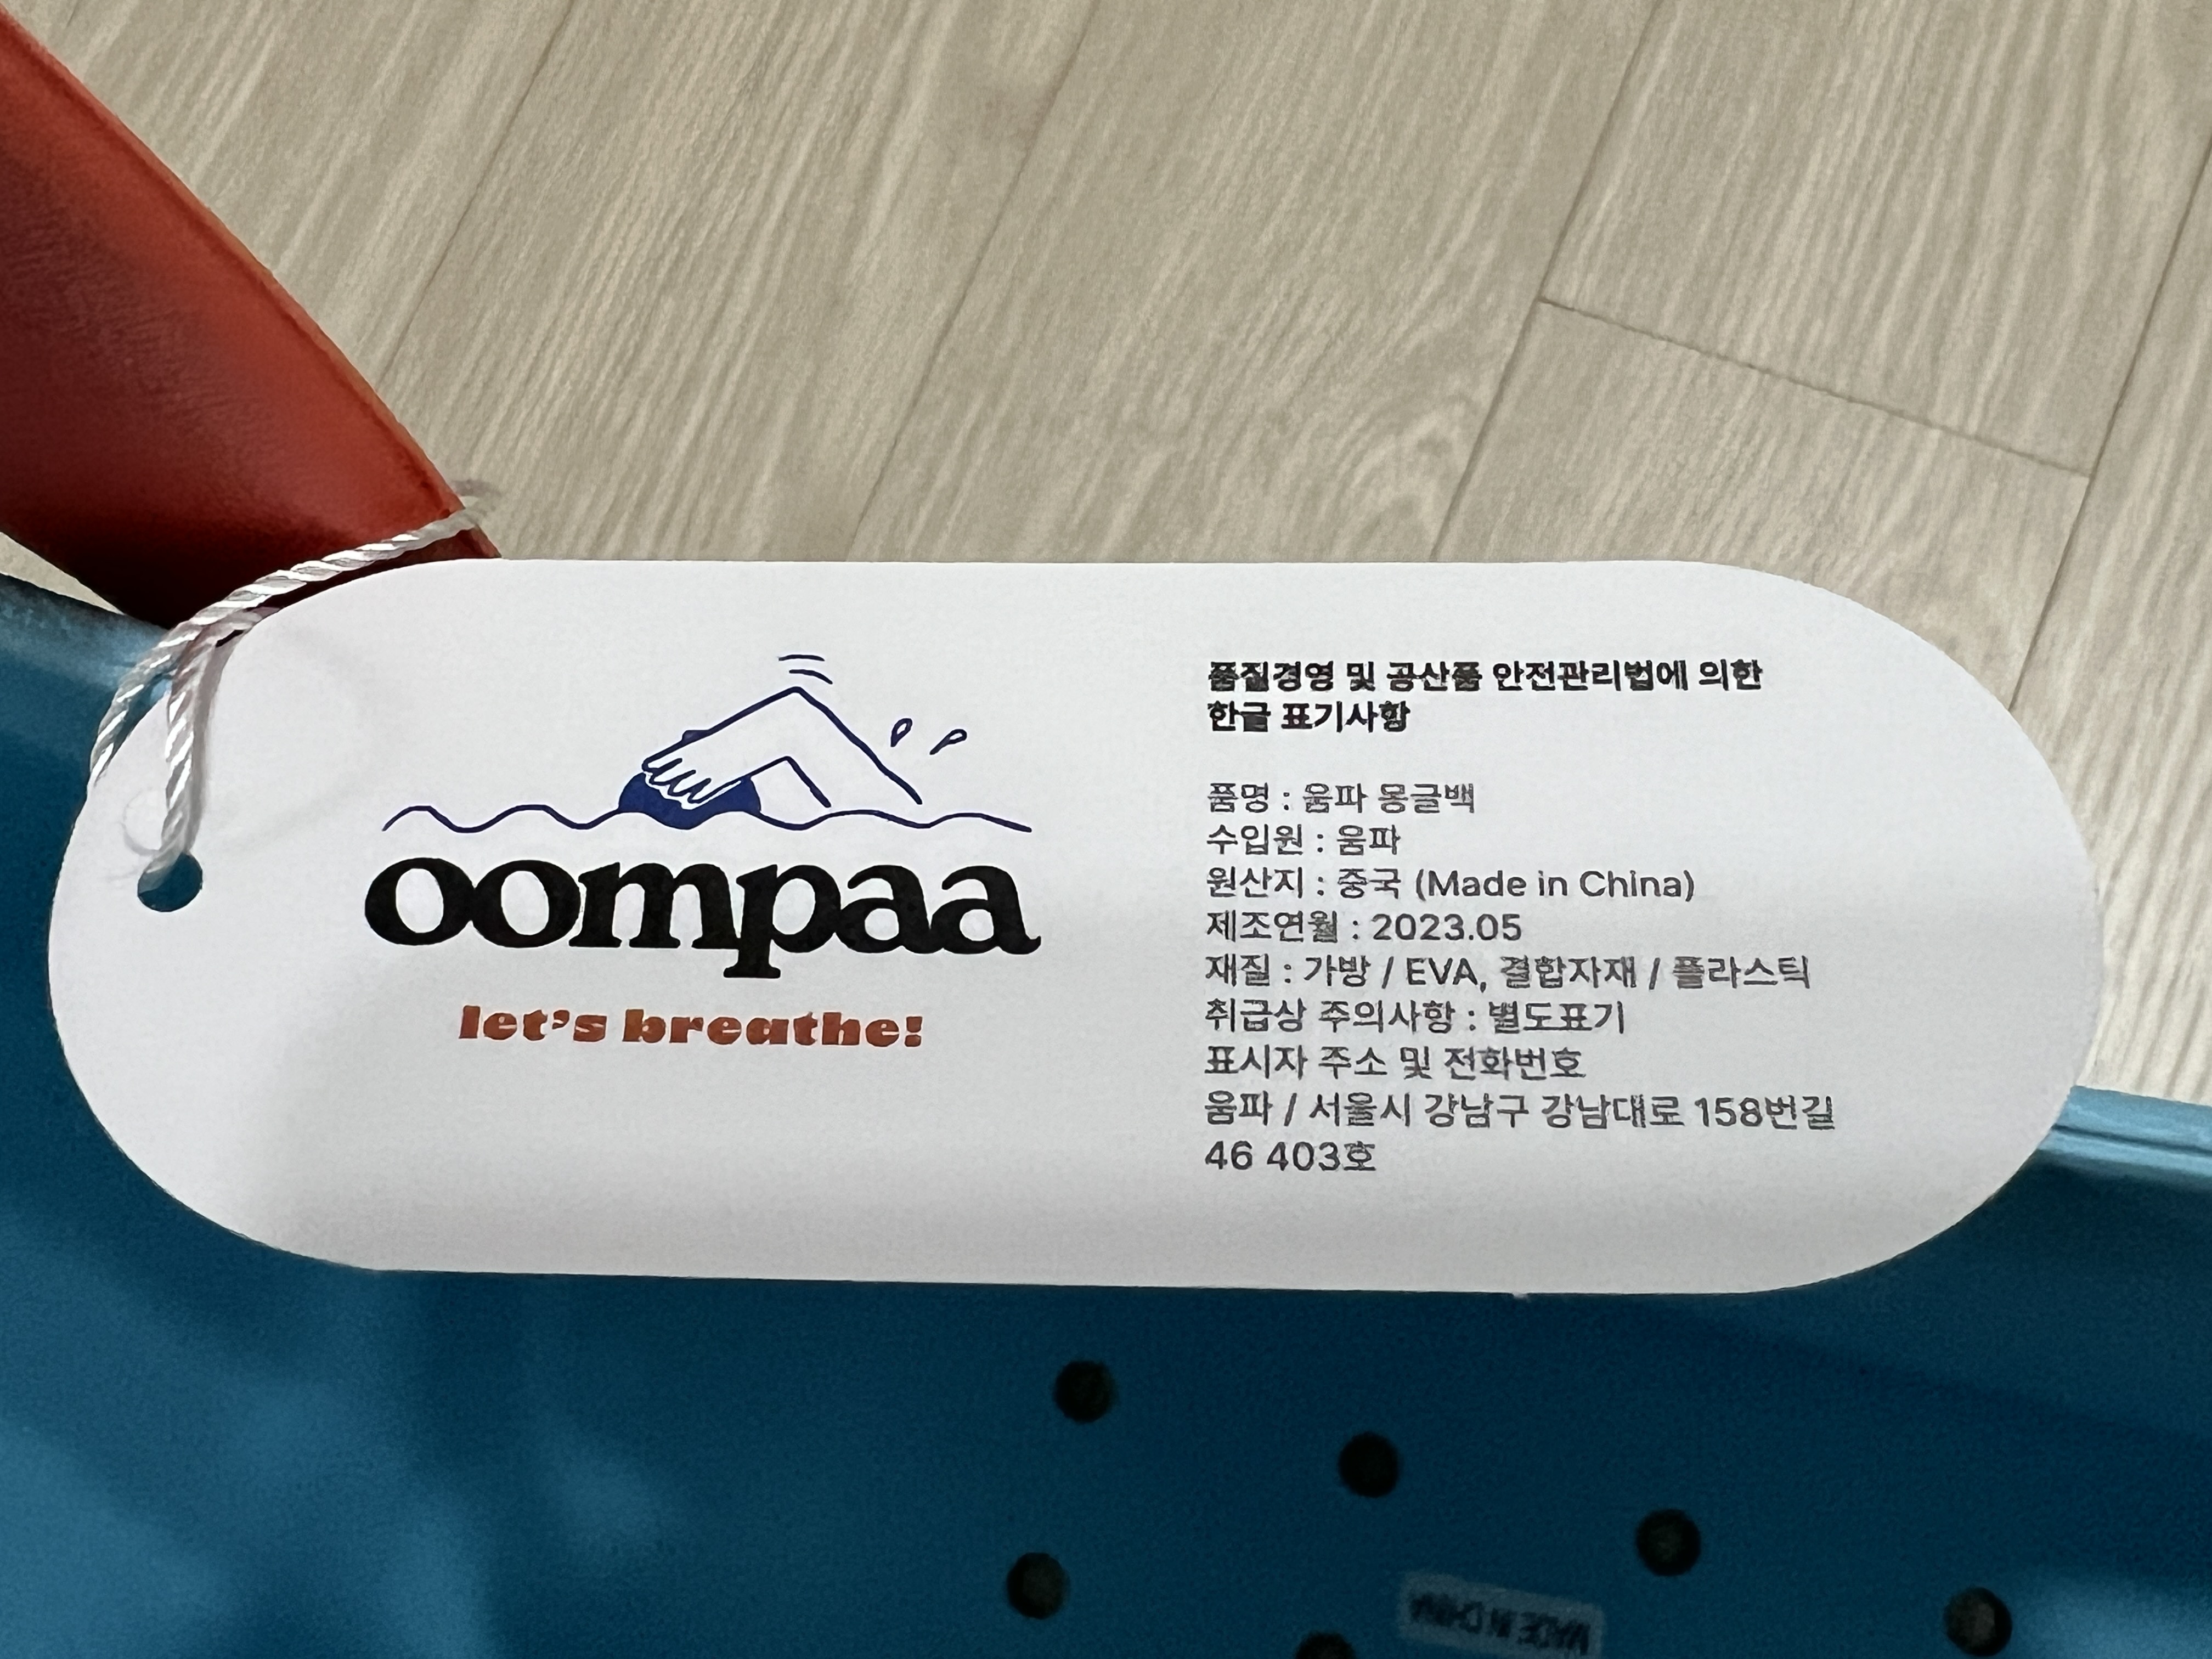 oompaa
let's breathe!
품질경영 및 공산품 안전관리법에 의한
한글 표기사항
품명 : 움파 몽글백
수입원 : 움파
원산지 : 중국 (Made in China)
제조연월 : 2023.05
재질 : 가방 / EVA, 결합자재 / 플라스틱
취급상 주의사항 : 별도표기
표시자 주소 및 전화번호
움파 / 서울시 강남구 강남대로 158번길
46 403호
MADE IN CHINA